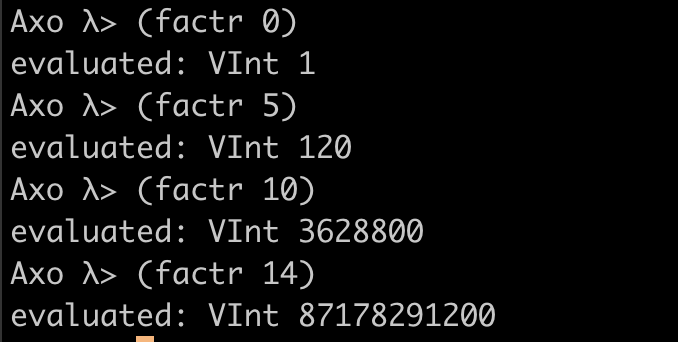 Axo λ> (factr 0)
evaluated: VInt 1
Axo λ> (factr 5)
evaluated: VInt 120
Axo λ> (factr 10)
evaluated: VInt 3628800
Axo λ> (factr 14)
evaluated: VInt 87178291200